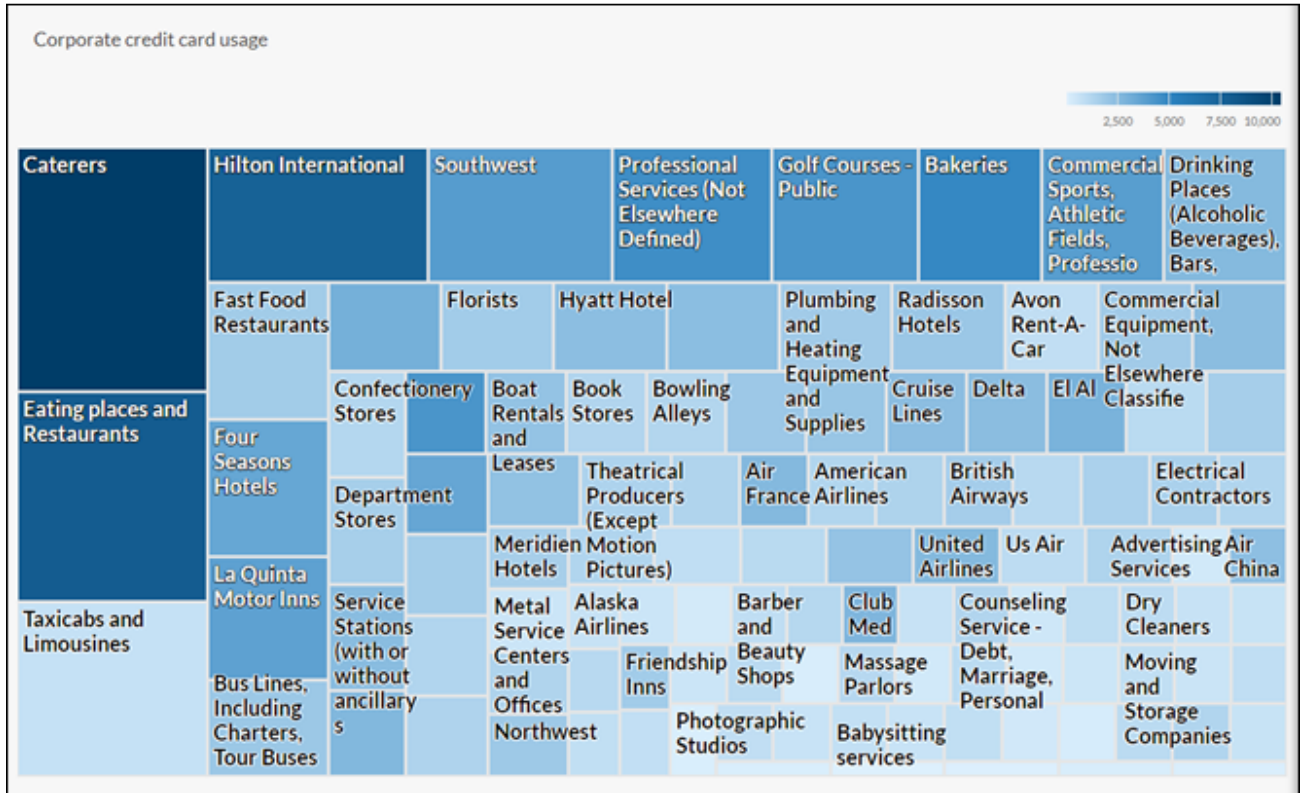 Corporate credit card usage
2,500 5,000 7,500 10,000
Caterers
Hilton International
Southwest
Professional
Services (Not
Elsewhere
Defined)
Golf Courses -
Public
Bakeries
Commercial
Sports,
Athletic
Fields,
Professio
Drinking
Places
(Alcoholic
Beverages),
Bars,
Fast Food
Restaurants
Florists
Hyatt Hotel
Plumbing
and
Heating
Equipment
and
Supplies
Radisson
Hotels
Avon
Rent-A-
Car
Commercial
Equipment,
Not
Elsewhere
Classifie
Eating places and
Restaurants
Confectionery
Stores
Boat
Rentals
and
Leases
Book
Stores
Bowling
Alleys
Cruise
Lines
Delta
El Al
Four
Seasons
Hotels
Department
Stores
Theatrical
Producers
(Except
Motion
Pictures)
Air
France
American
Airlines
British
Airways
Electrical
Contractors
Meridien
Hotels
United
Airlines
Us Air
Advertising
Services
Air
China
La Quinta
Motor Inns
Taxicabs and
Limousines
Service
Stations
(with or
without
ancillary
s
Metal
Service
Centers
and
Offices
Alaska
Airlines
Barber
and
Beauty
Shops
Club
Med
Counseling
Service -
Debt,
Marriage,
Personal
Dry
Cleaners
Friendship
Inns
Massage
Parlors
Moving
and
Storage
Companies
Bus Lines,
Including
Charters,
Tour Buses
Northwest
Photographic
Studios
Babysitting
services